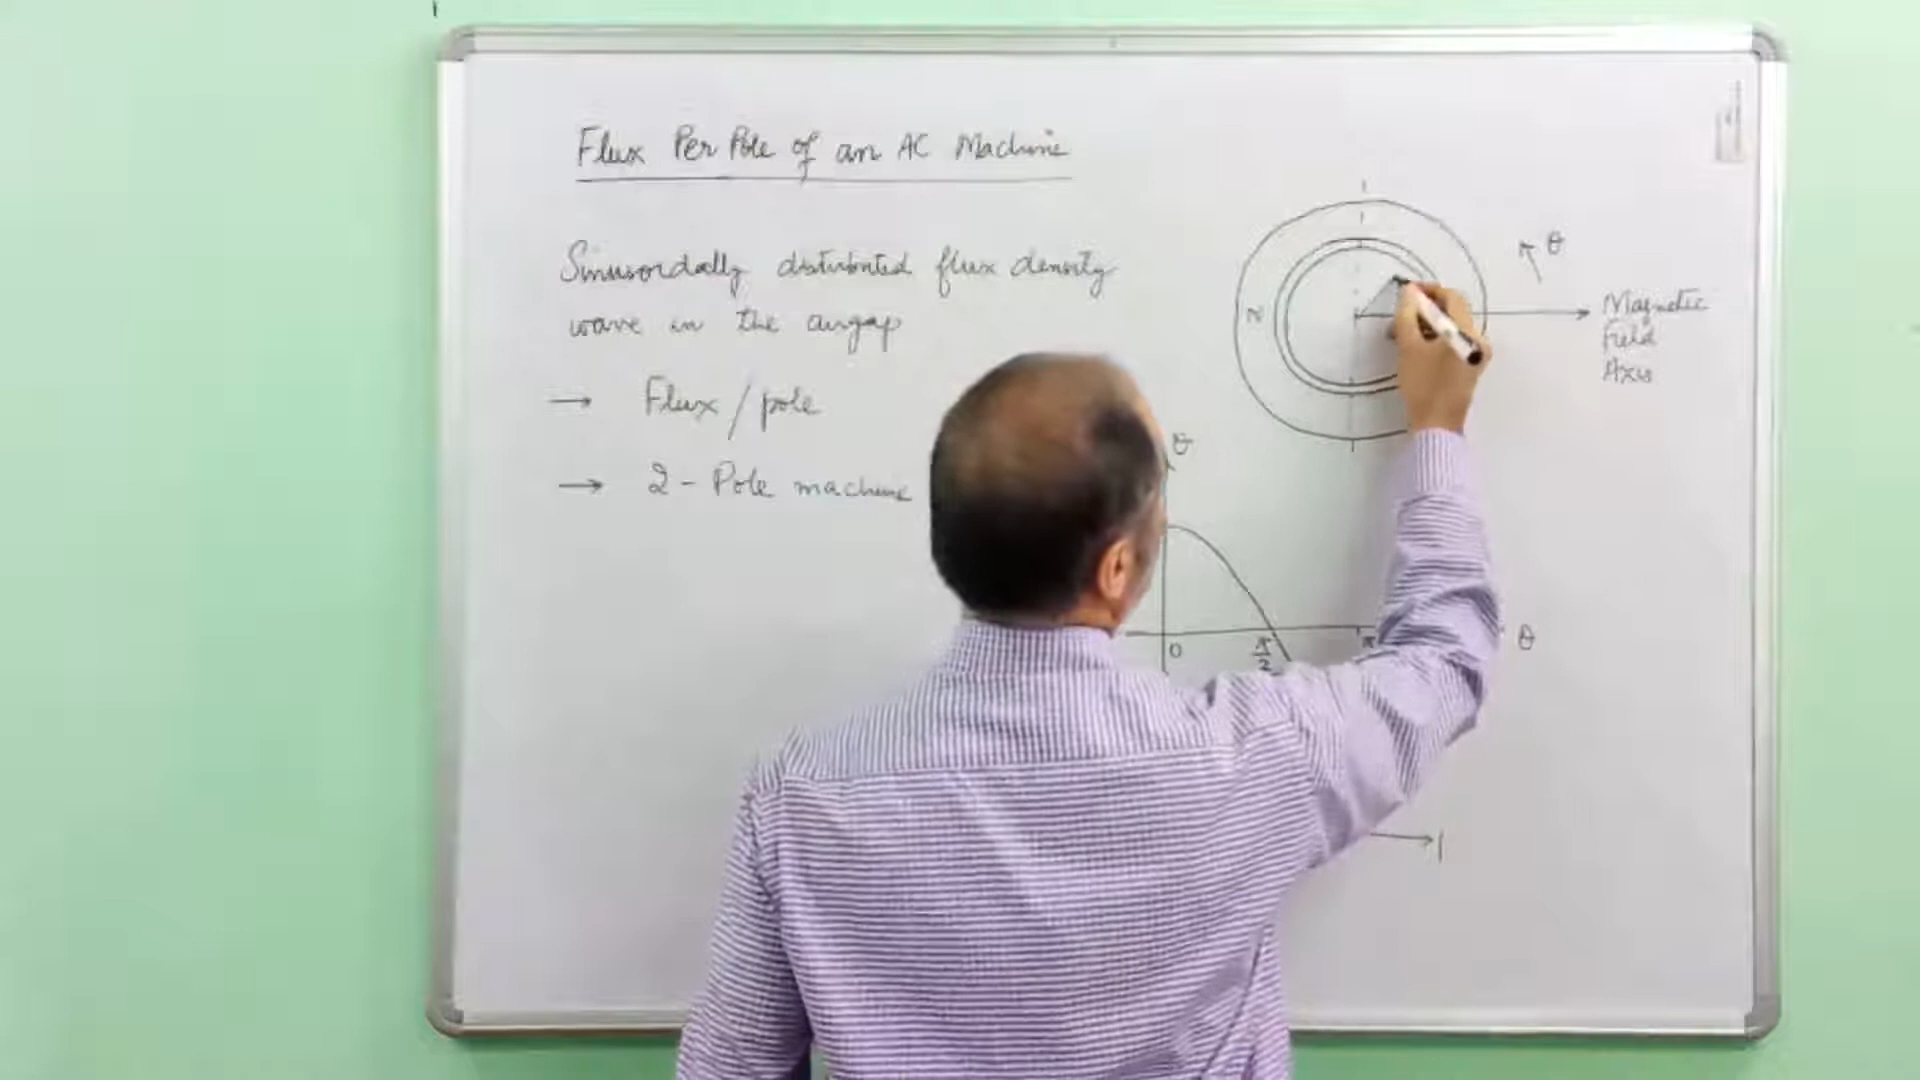 Flux Per Pole of an AC Machine
Sinusoidally distributed flux density
wave in the airgap
→ Flux/pole
→ 2-Pole machine
θ
N
Magnetic
Field
Axis
0
π/2
π
θ